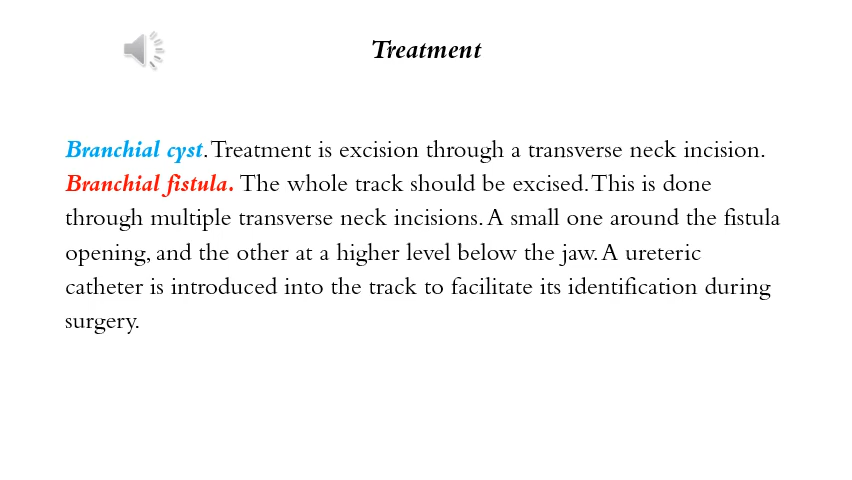 Treatment
Branchial cyst. Treatment is excision through a transverse neck incision.
Branchial fistula. The whole track should be excised. This is done
through multiple transverse neck incisions. A small one around the fistula
opening, and the other at a higher level below the jaw. A ureteric
catheter is introduced into the track to facilitate its identification during
surgery.